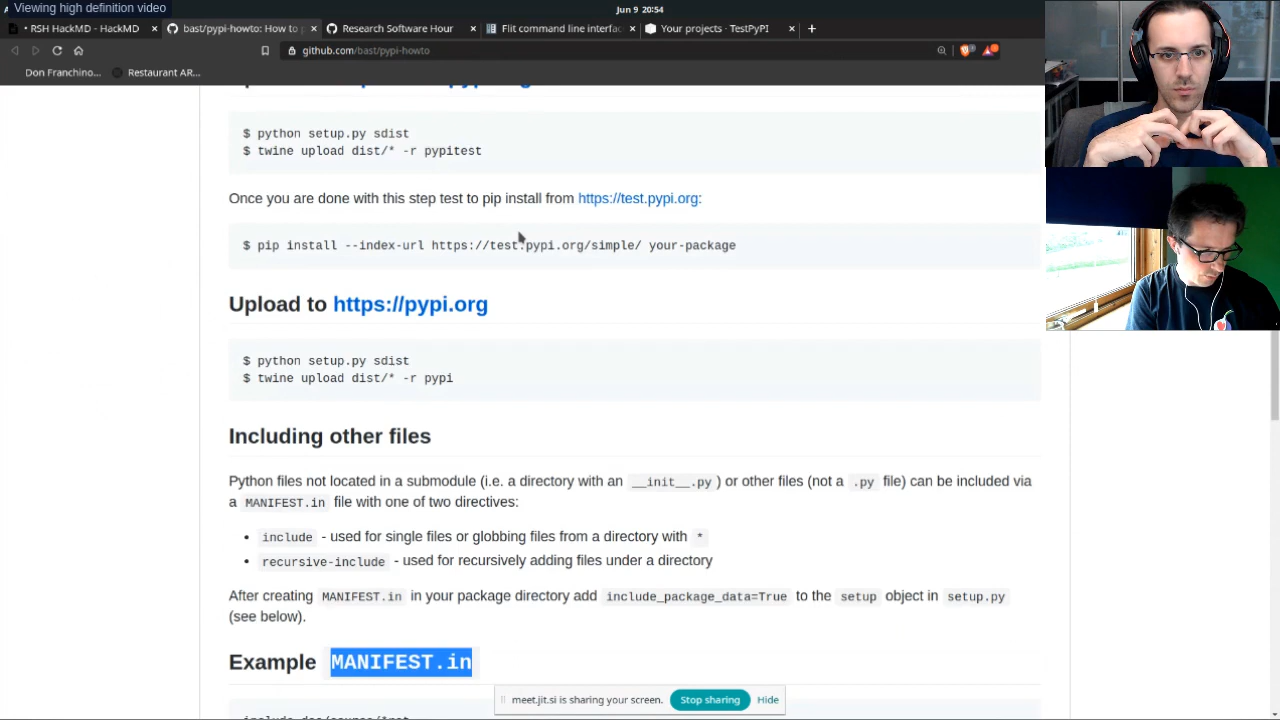 Viewing high definition video
Jun 9 20:54
• RSH HackMD - HackMD
bast/pypi-howto: How to p
Research Software Hour
Flit command line interfac
Your projects · TestPyPI
github.com/bast/pypi-howto
Don Franchino...
Restaurant AR...
$ python setup.py sdist
$ twine upload dist/* -r pypitest
Once you are done with this step test to pip install from https://test.pypi.org:
$ pip install --index-url https://test.pypi.org/simple/ your-package
Upload to https://pypi.org
$ python setup.py sdist
$ twine upload dist/* -r pypi
Including other files
Python files not located in a submodule (i.e. a directory with an __init__.py ) or other files (not a .py file) can be included via
a MANIFEST.in file with one of two directives:
• include - used for single files or globbing files from a directory with *
• recursive-include - used for recursively adding files under a directory
After creating MANIFEST.in in your package directory add include_package_data=True to the setup object in setup.py
(see below).
Example MANIFEST.in
meet.jit.si is sharing your screen.
Stop sharing
Hide